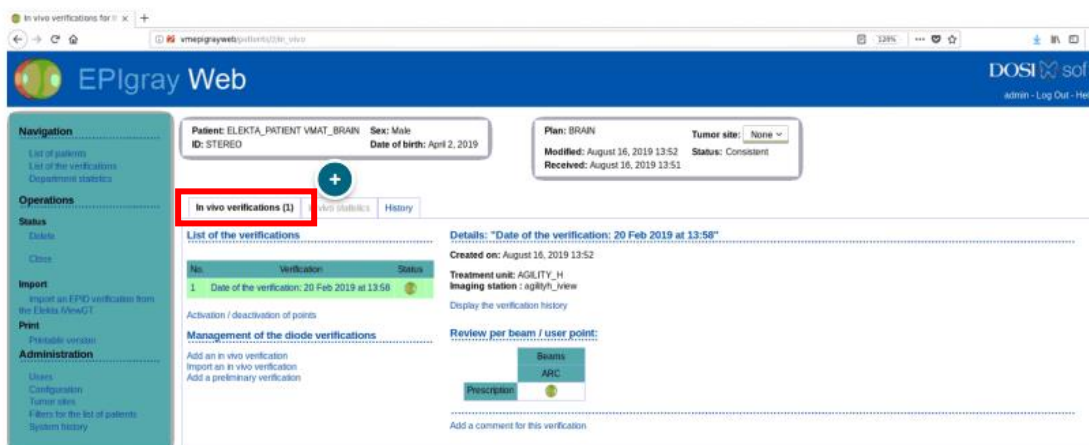 In vivo verifications for
vmepigrayweb/patients/2/in_vivo
EPIgray Web
DOSI sof
admin - Log Out - Hel
Navigation
List of patients
List of the verifications
Department statistics
Operations
Status
Delete
Close
Import
Import an EPID verification from
the Elekta iViewGT.
Print
Printable version
Administration
Users
Configuration
Tumor sites
Filters for the list of patients
System history
Patient: ELEKTA_PATIENT VMAT_BRAIN Sex: Male
ID: STEREO Date of birth: April 2, 2019
Plan: BRAIN Tumor site: None
Modified: August 16, 2019 13:52 Status: Consistent
Received: August 16, 2019 13:51
In vivo verifications (1) statistics History
List of the verifications
No. Verification Status
1 Date of the verification: 20 Feb 2019 at 13:58
Activation / deactivation of points
Management of the diode verifications
Add an in vivo verification
Import an in vivo verification
Add a preliminary verification
Details: "Date of the verification: 20 Feb 2019 at 13:58"
Created on: August 16, 2019 13:52
Treatment unit: AGILITY_H
Imaging station : agilityh_iview
Display the verification history
Review per beam / user point:
Beams
ARC
Prescription
Add a comment for this verification